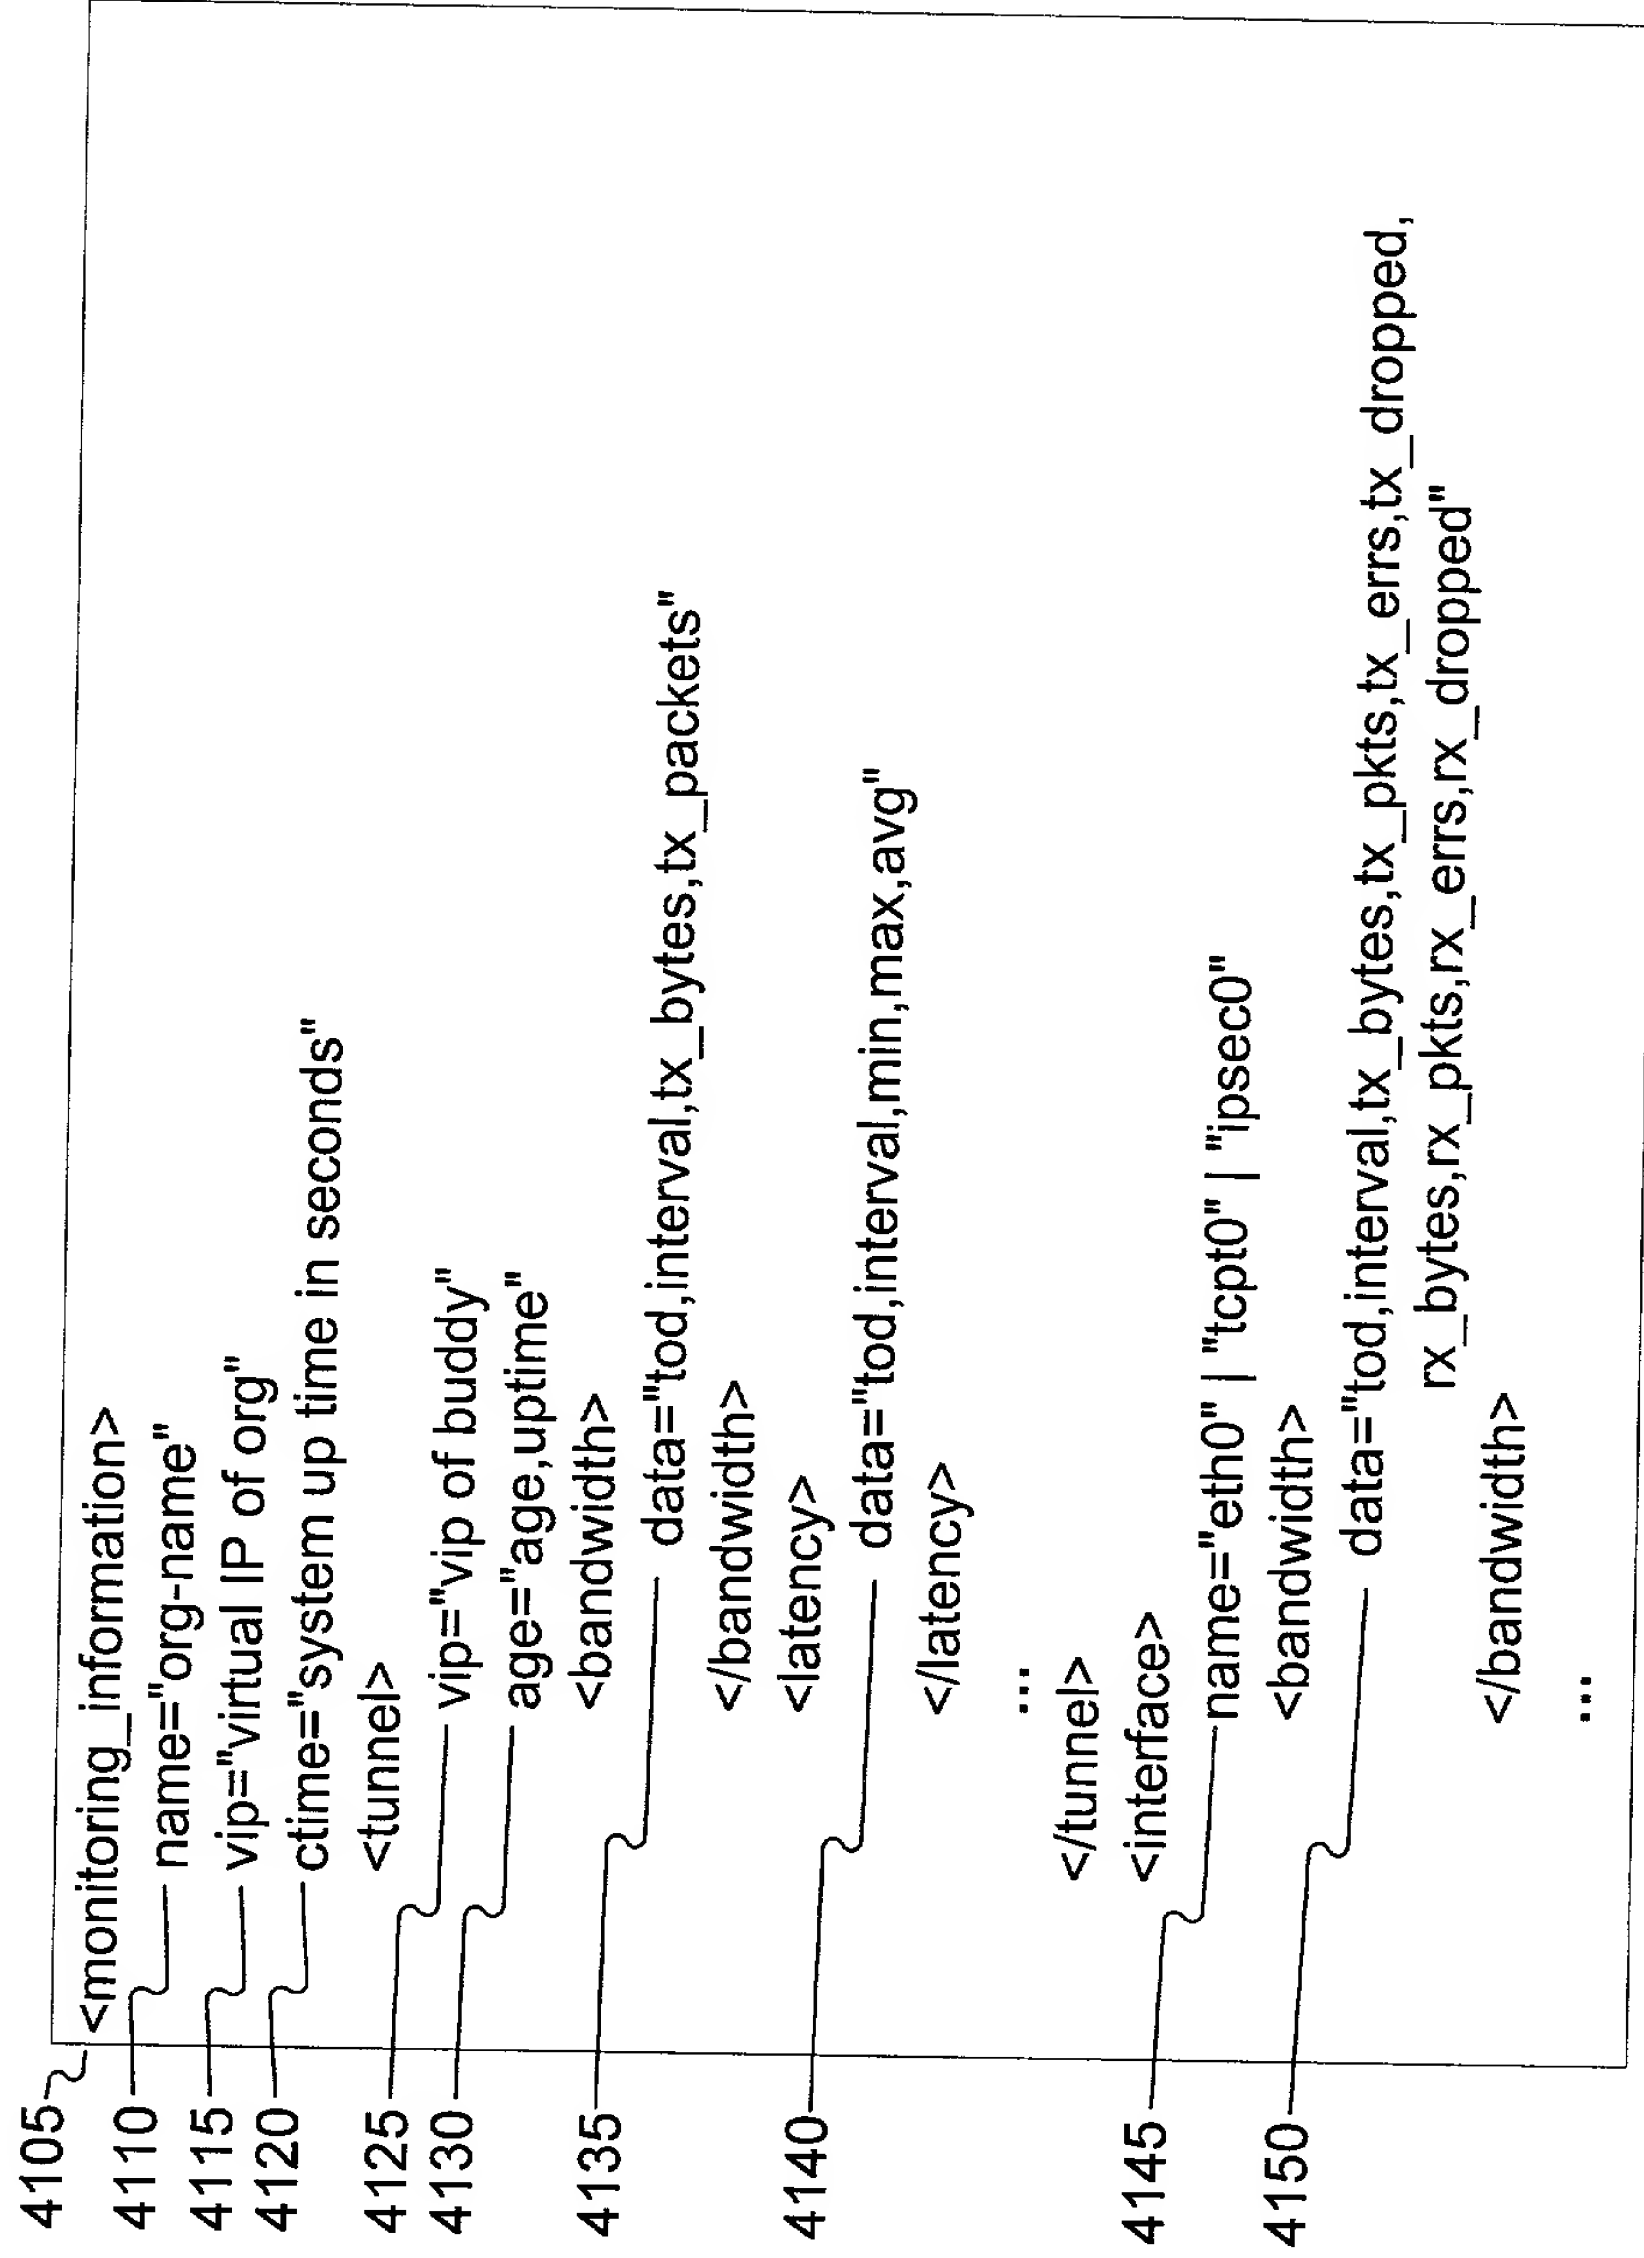 4105 <monitoring_information>
4110 name="org-name"
4115 vip="virtual IP of org"
4120 ctime="system up time in seconds"
<tunnel>
4125 vip="vip of buddy"
4130 age="age,uptime"
<bandwidth>
4135 data="tod,interval,tx_bytes,tx_packets"
</bandwidth>
<latency>
4140 data="tod,interval,min,max,avg"
</latency>
...
</tunnel>
<interface>
4145 name="eth0" | "tcpt0" | "ipsec0"
<bandwidth>
4150 data="tod,interval,tx_bytes,tx_pkts,tx_errs,tx_dropped,
rx_bytes,rx_pkts,rx_errs,rx_dropped"
</bandwidth>
...